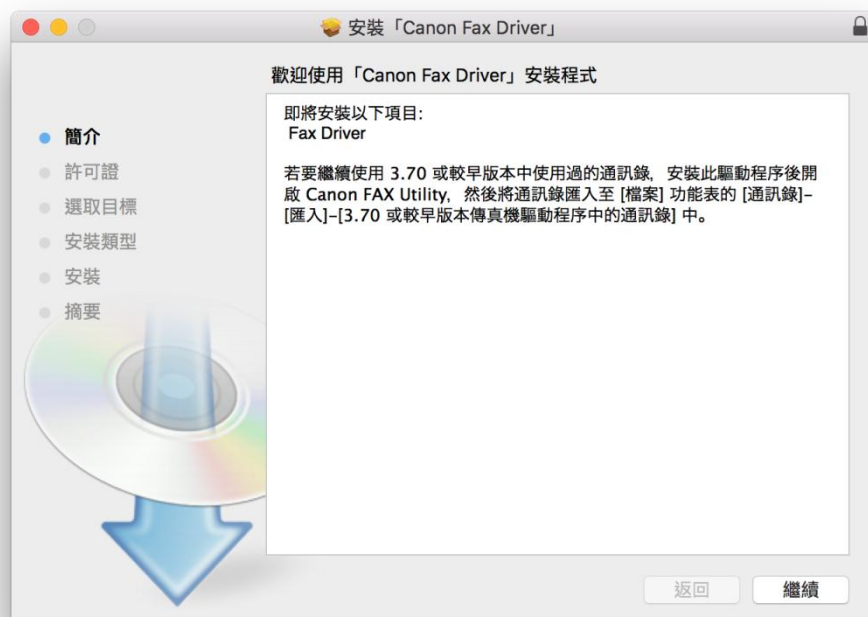 安裝「Canon Fax Driver」
歡迎使用「Canon Fax Driver」安裝程式
簡介
許可證
選取目標
安裝類型
安裝
摘要
即將安裝以下項目:
Fax Driver
若要繼續使用 3.70 或較早版本中使用過的通訊錄，安裝此驅動程序後開
啟 Canon FAX Utility，然後將通訊錄匯入至 [檔案] 功能表的 [通訊錄]-
[匯入]-[3.70 或較早版本傳真機驅動程序中的通訊錄] 中。
返回
繼續